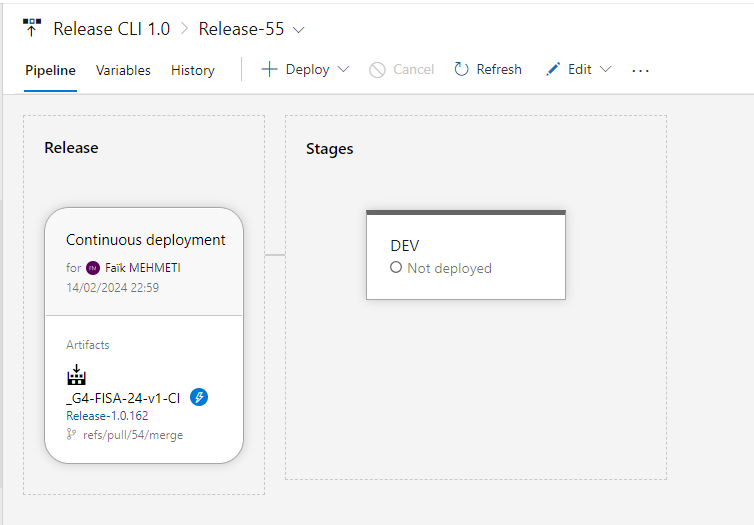 Release CLI 1.0 > Release-55
Pipeline Variables History + Deploy Cancel Refresh Edit ...
Release
Stages
Continuous deployment
for FM Faïk MEHMETI
14/02/2024 22:59
Artifacts
_G4-FISA-24-v1-CI
Release-1.0.162
refs/pull/54/merge
DEV
Not deployed